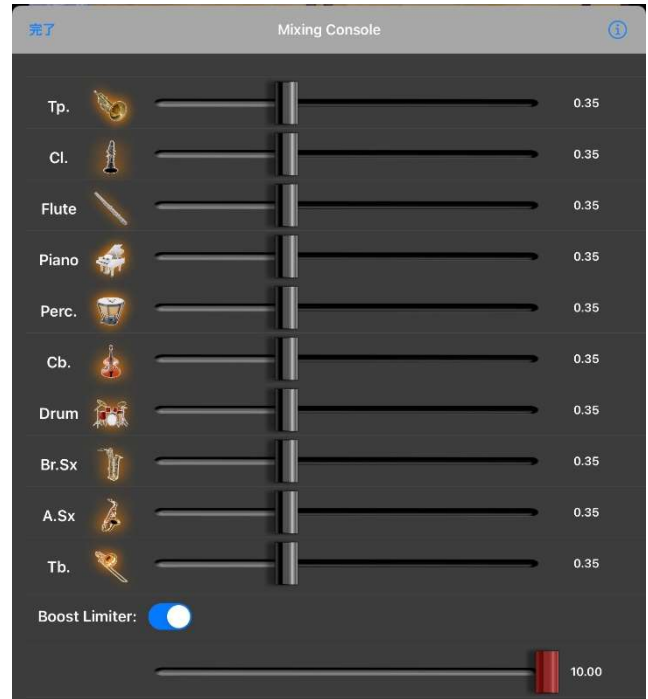 完了 Mixing Console
Tp. 0.35
Cl. 0.35
Flute 0.35
Piano 0.35
Perc. 0.35
Cb. 0.35
Drum 0.35
Br.Sx 0.35
A.Sx 0.35
Tb. 0.35
Boost Limiter:
10.00